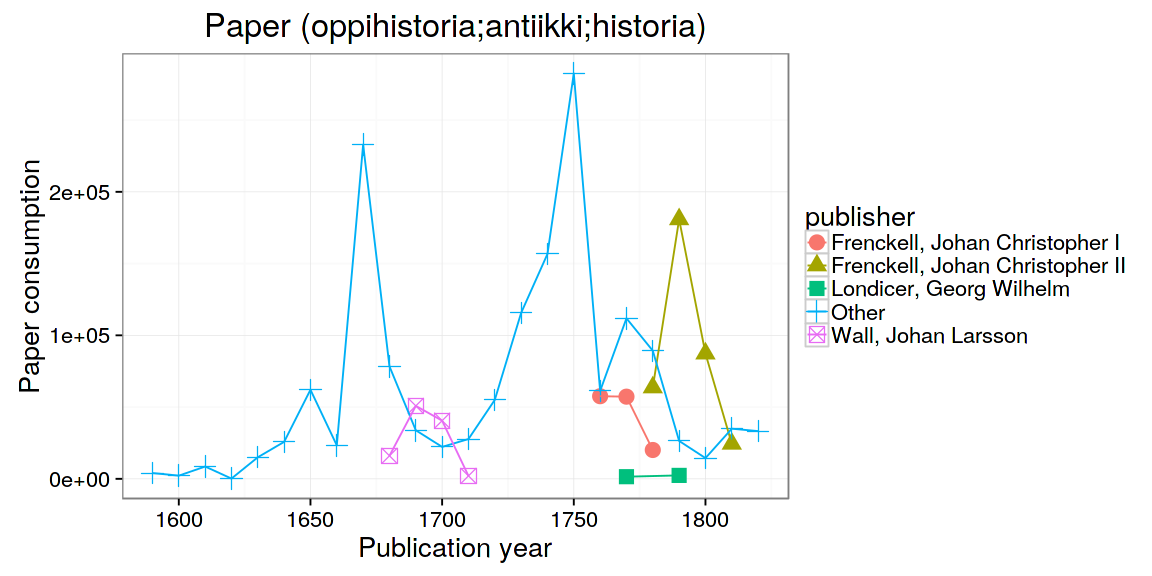 Paper (oppihistoria;antiikki;historia)
Paper consumption
2e+05
1e+05
0e+00
1600 1650 1700 1750 1800
Publication year
publisher
Frenckell, Johan Christopher I
Frenckell, Johan Christopher II
Londicer, Georg Wilhelm
Other
Wall, Johan Larsson